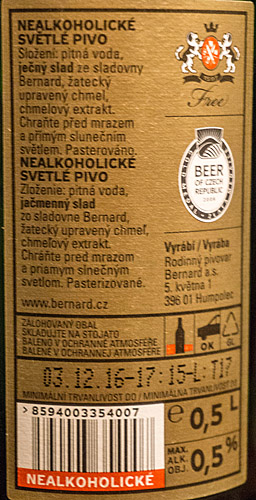 NEALKOHOLICKÉ
SVĚTLÉ PIVO
Složení: pitná voda,
ječný slad ze sladovny
Bernard, žatecký
upravený chmel,
chmelový extrakt.
Chraňte před mrazem
a přímým slunečním
světlem. Pasterováno.
NEALKOHOLICKÉ
SVETLÉ PIVO
Zloženie: pitná voda,
jačmenný slad
zo sladovne Bernard,
žatecký upravený chmeľ,
chmeľový extrakt.
Chráňte pred mrazom
a priamym slnečným
svetlom. Pasterizované.
www.bernard.cz
Free
BEER
OF CZECH
REPUBLIC
Vyrábí / Vyrába
Rodinný pivovar
Bernard a.s.
5. května 1
396 01 Humpolec
ZÁLOHOVANÝ OBAL
SKLADUJTE NA STOJATO
BALENO V OCHRANNÉ ATMOSFÉŘE
BALENÉ V OCHRANNEJ ATMOSFÉRE
OK
GL
03.12.16-17:15-L:T17
MINIMÁLNÍ TRVANLIVOST DO / MINIMÁLNA TRVANLIVOSŤ DO
>8594003354007
e 0,5 L
MAX.
ALK.
OBJ. 0,5%
NEALKOHOLICKÉ